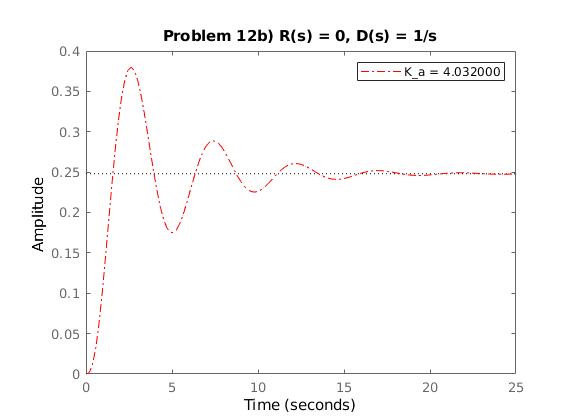 Problem 12b) R(s) = 0, D(s) = 1/s
K_a = 4.032000
0.4
0.35
0.3
0.25
0.2
0.15
0.1
0.05
0
Amplitude
0 5 10 15 20 25
Time (seconds)